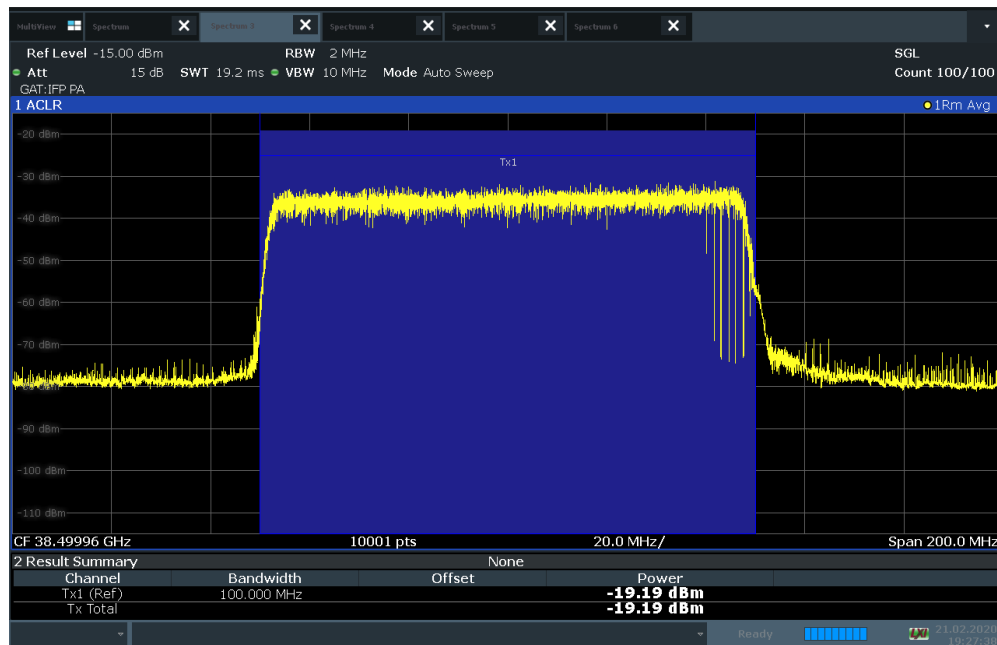 MultiView Spectrum Spectrum 3 Spectrum 4 Spectrum 5 Spectrum 6
Ref Level -15.00 dBm RBW 2 MHz SGL
Att 15 dB SWT 19.2 ms VBW 10 MHz Mode Auto Sweep Count 100/100
GAT:IFP PA
1 ACLR 1Rm Avg
-20 dBm
Tx1
-30 dBm
-40 dBm
-50 dBm
-60 dBm
-70 dBm
-90 dBm
-100 dBm
-110 dBm
CF 38.49996 GHz 10001 pts 20.0 MHz/ Span 200.0 MHz
2 Result Summary None
Channel Bandwidth Offset Power
Tx1 (Ref) 100.000 MHz -19.19 dBm
Tx Total -19.19 dBm
Ready LXI 21.02.2020
19:27:38